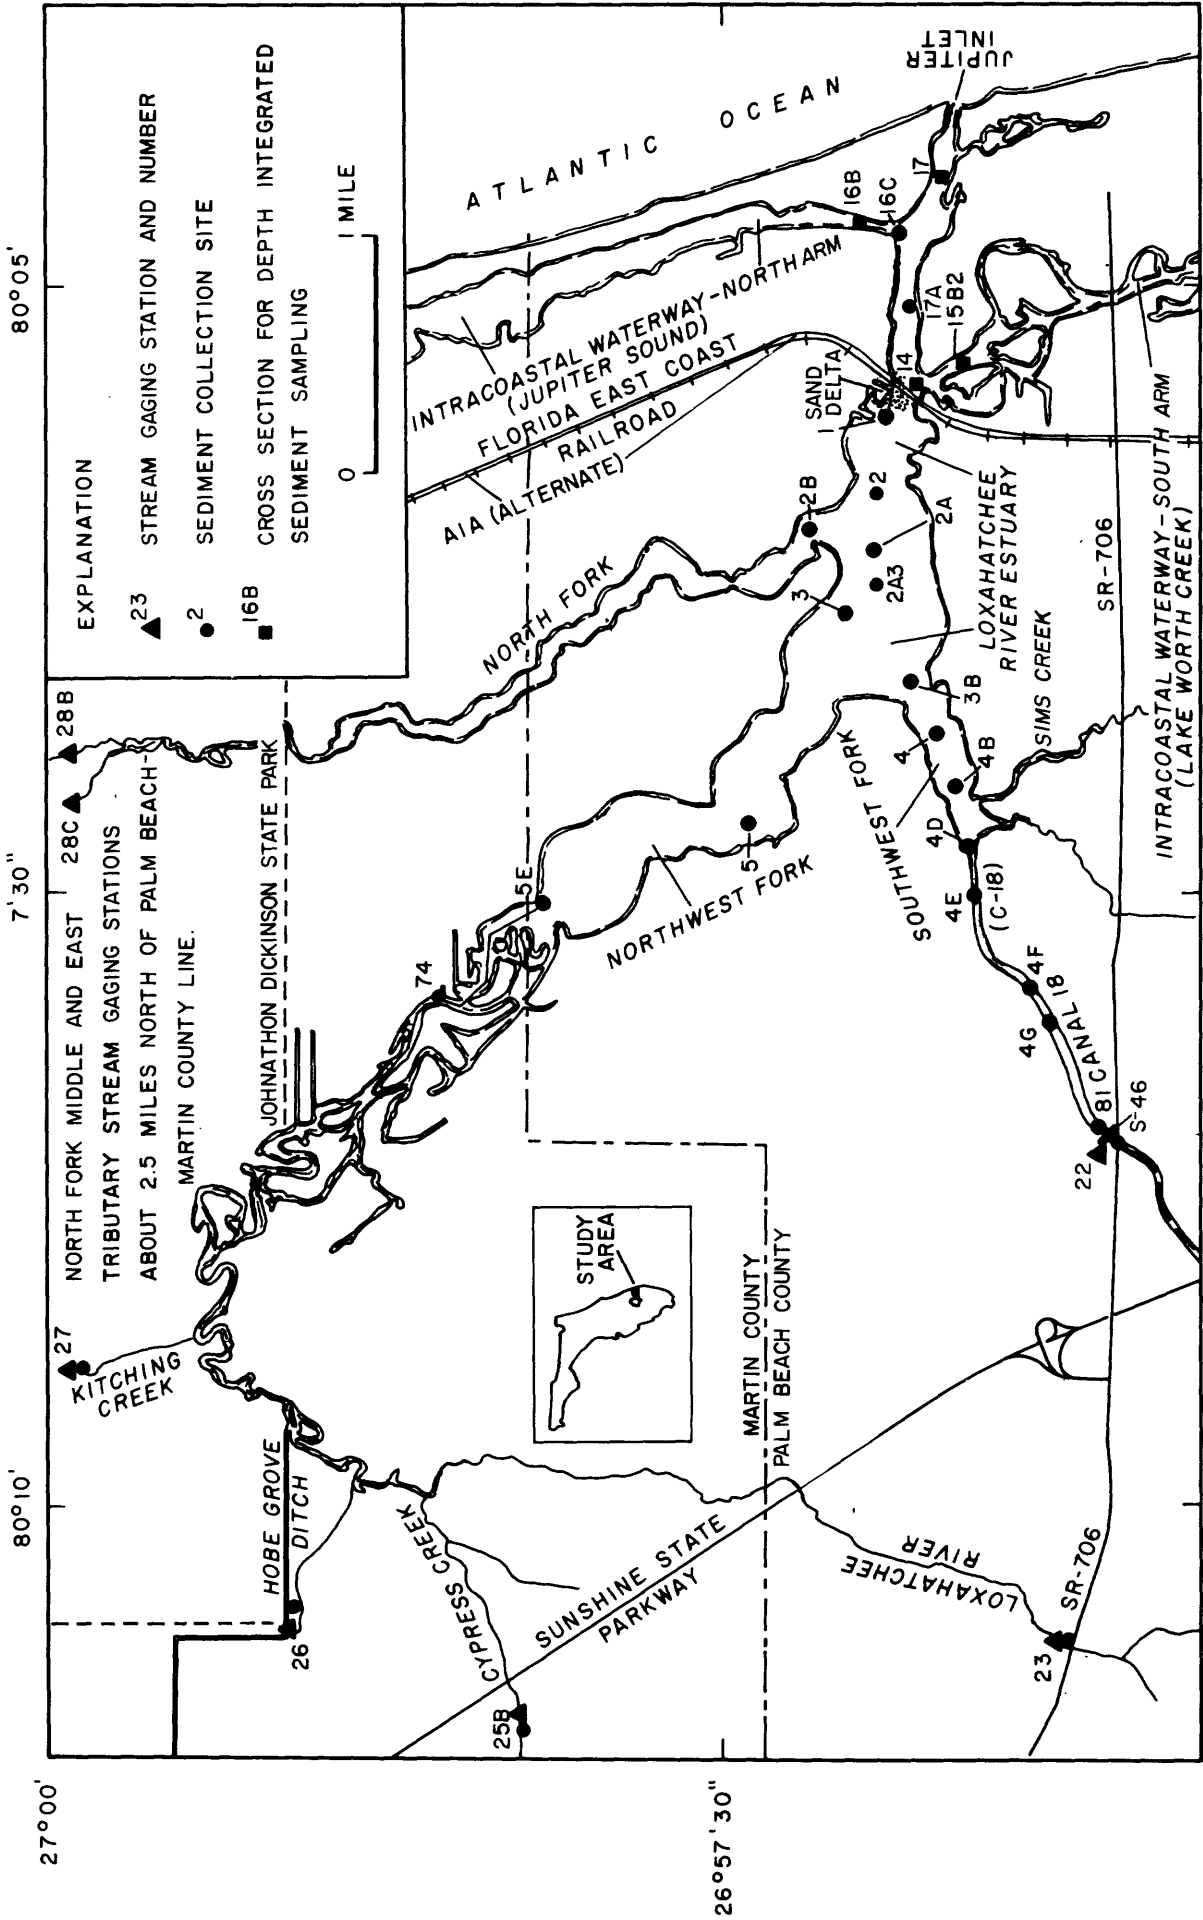 80°10'
7'30"
80°05'
27°00'
26°57'30"
EXPLANATION
23
STREAM GAGING STATION AND NUMBER
2
SEDIMENT COLLECTION SITE
16B
CROSS SECTION FOR DEPTH INTEGRATED
SEDIMENT SAMPLING
0
1 MILE
NORTH FORK MIDDLE AND EAST
TRIBUTARY STREAM GAGING STATIONS
ABOUT 2.5 MILES NORTH OF PALM BEACH-
MARTIN COUNTY LINE.
28C
28B
27
KITCHING
CREEK
JOHNATHON DICKINSON STATE PARK
HOBE GROVE
DITCH
26
CYPRESS CREEK
25B
SUNSHINE STATE
PARKWAY
STUDY
AREA
MARTIN COUNTY
PALM BEACH COUNTY
LOXAHATCHEE
RIVER
23
SR-706
74
5E
NORTHWEST FORK
5
NORTH FORK
A1A (ALTERNATE)
FLORIDA EAST COAST
RAILROAD
INTRACOASTAL WATERWAY-NORTH ARM
(JUPITER SOUND)
ATLANTIC OCEAN
JUPITER
INLET
16B
16C
17
17A
15B2
14
SAND
DELTA
1
2
2B
2A
2A3
3
3B
LOXAHATCHEE
RIVER ESTUARY
SOUTHWEST FORK
4
4B
4D
4E
(C-18)
4F
4G
CANAL 18
81
S-46
22
SIMS CREEK
SR-706
INTRACOASTAL WATERWAY-SOUTH ARM
(LAKE WORTH CREEK)